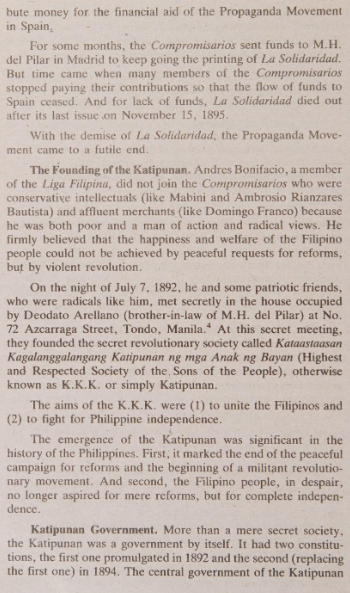 bute money for the financial aid of the Propaganda Movement
in Spain.
For some months, the Compromisarios sent funds to M.H.
del Pilar in Madrid to keep going the printing of La Solidaridad.
But time came when many members of the Compromisarios
stopped paying their contributions so that the flow of funds to
Spain ceased. And for lack of funds, La Solidaridad died out
after its last issue on November 15, 1895.
With the demise of La Solidaridad, the Propaganda Move-
ment came to a futile end.
The Founding of the Katipunan. Andres Bonifacio, a member
of the Liga Filipina, did not join the Compromisarios who were
conservative intellectuals (like Mabini and Ambrosio Rianzares
Bautista) and affluent merchants (like Domingo Franco) because
he was both poor and a man of action and radical views. He
firmly believed that the happiness and welfare of the Filipino
people could not be achieved by peaceful requests for reforms,
but by violent revolution.
On the night of July 7, 1892, he and some patriotic friends,
who were radicals like him, met secretly in the house occupied
by Deodato Arellano (brother-in-law of M.H. del Pilar) at No.
72 Azcarraga Street, Tondo, Manila.⁴ At this secret meeting,
they founded the secret revolutionary society called Kataastaasan
Kagalanggalangang Katipunan ng mga Anak ng Bayan (Highest
and Respected Society of the Sons of the People), otherwise
known as K.K.K. or simply Katipunan.
The aims of the K.K.K. were (1) to unite the Filipinos and
(2) to fight for Philippine independence.
The emergence of the Katipunan was significant in the
history of the Philippines. First, it marked the end of the peaceful
campaign for reforms and the beginning of a militant revolutio-
nary movement. And second, the Filipino people, in despair,
no longer aspired for mere reforms, but for complete indepen-
dence.
Katipunan Government. More than a mere secret society,
the Katipunan was a government by itself. It had two constitu-
tions, the first one promulgated in 1892 and the second (replacing
the first one) in 1894. The central government of the Katipunan